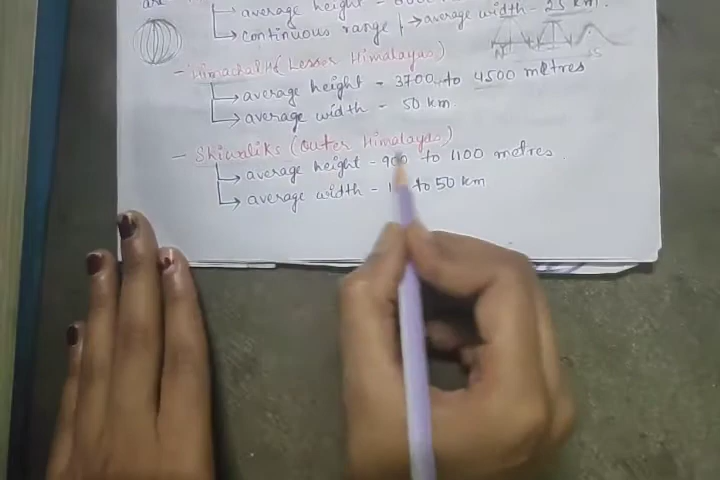 are
average height -
continuous range | → average width - 25 km.
- Himachal H (Lesser Himalayas)
average height - 3700 to 4500 metres
average width - 50 km.
- Shiwaliks (outer Himalayas)
average height - 900 to 1100 metres.
average width - to 50 km